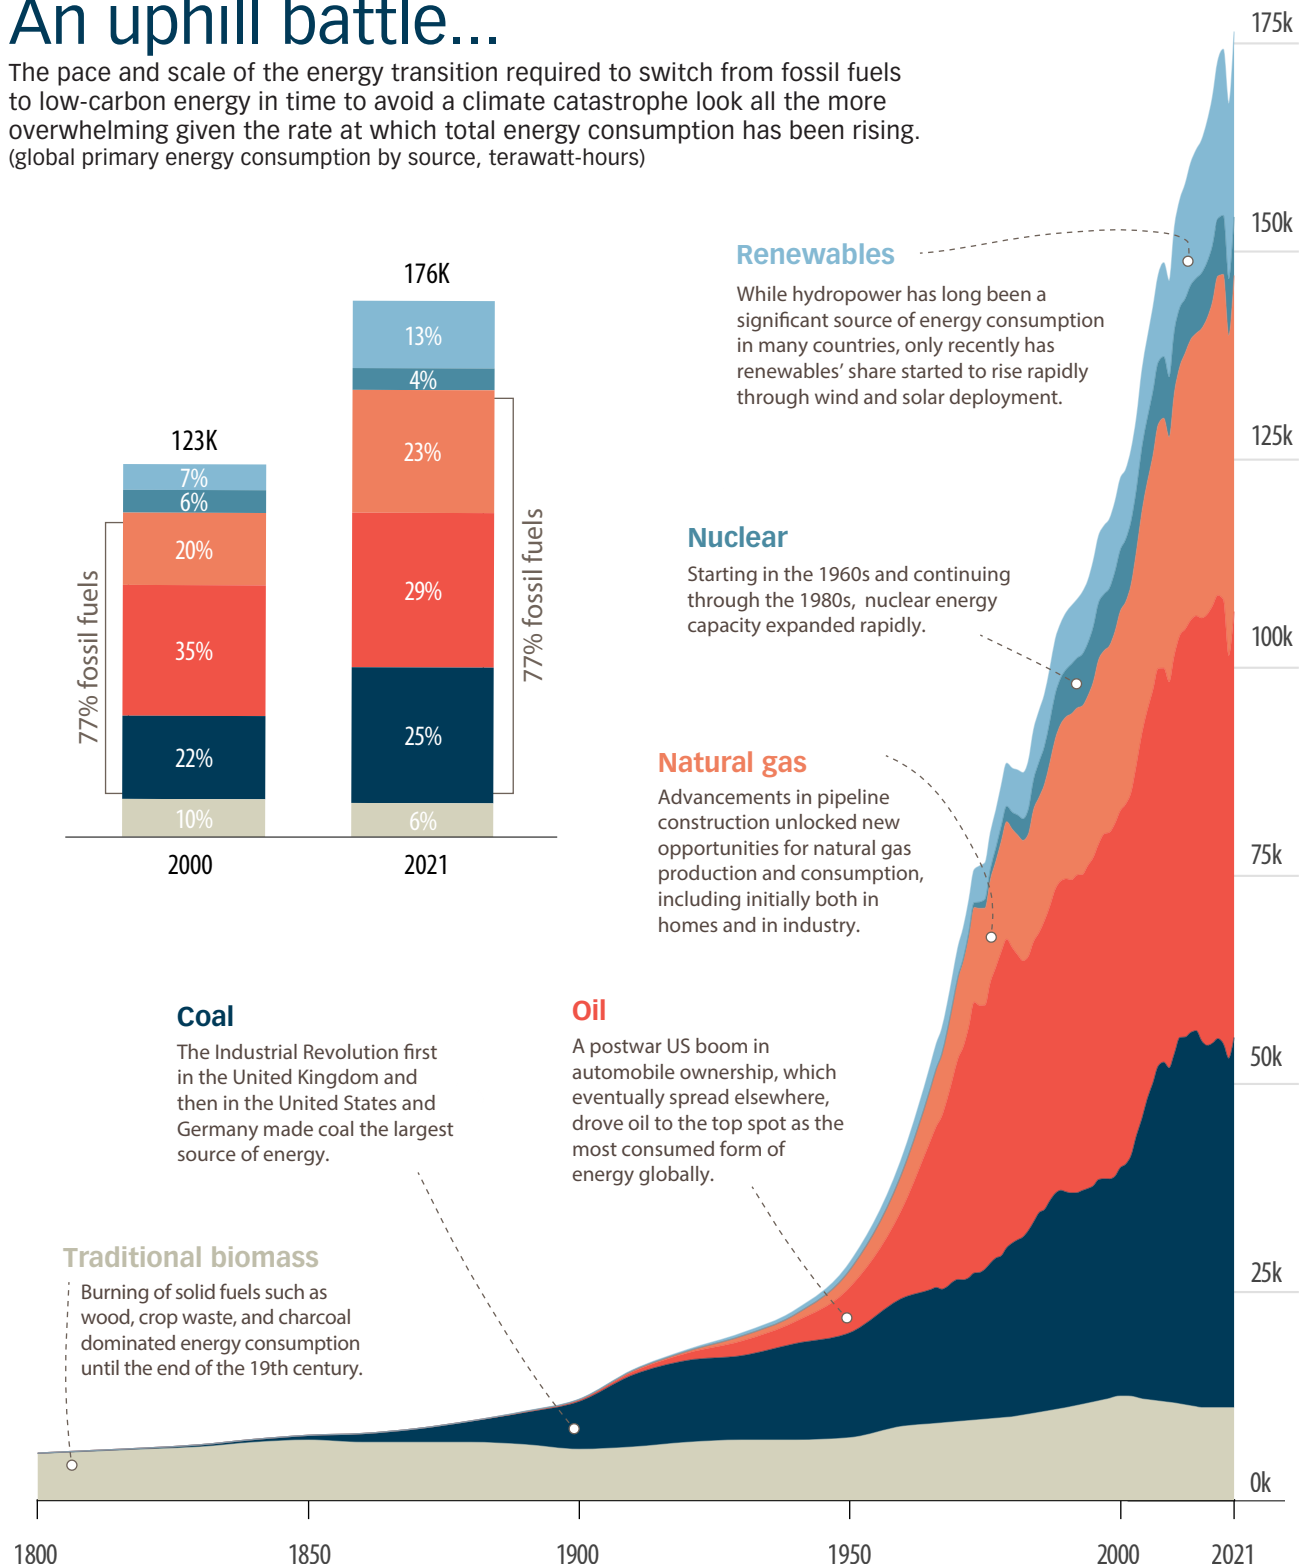 An uphill battle...
The pace and scale of the energy transition required to switch from fossil fuels
to low-carbon energy in time to avoid a climate catastrophe look all the more
overwhelming given the rate at which total energy consumption has been rising.
(global primary energy consumption by source, terawatt-hours)
123K
7%
6%
20%
35%
22%
10%
77% fossil fuels
2000
176K
13%
4%
23%
29%
25%
6%
77% fossil fuels
2021
Renewables
While hydropower has long been a
significant source of energy consumption
in many countries, only recently has
renewables' share started to rise rapidly
through wind and solar deployment.
Nuclear
Starting in the 1960s and continuing
through the 1980s, nuclear energy
capacity expanded rapidly.
Natural gas
Advancements in pipeline
construction unlocked new
opportunities for natural gas
production and consumption,
including initially both in
homes and in industry.
Oil
A postwar US boom in
automobile ownership, which
eventually spread elsewhere,
drove oil to the top spot as the
most consumed form of
energy globally.
Coal
The Industrial Revolution first
in the United Kingdom and
then in the United States and
Germany made coal the largest
source of energy.
Traditional biomass
Burning of solid fuels such as
wood, crop waste, and charcoal
dominated energy consumption
until the end of the 19th century.
175k
150k
125k
100k
75k
50k
25k
0k
1800
1850
1900
1950
2000
2021